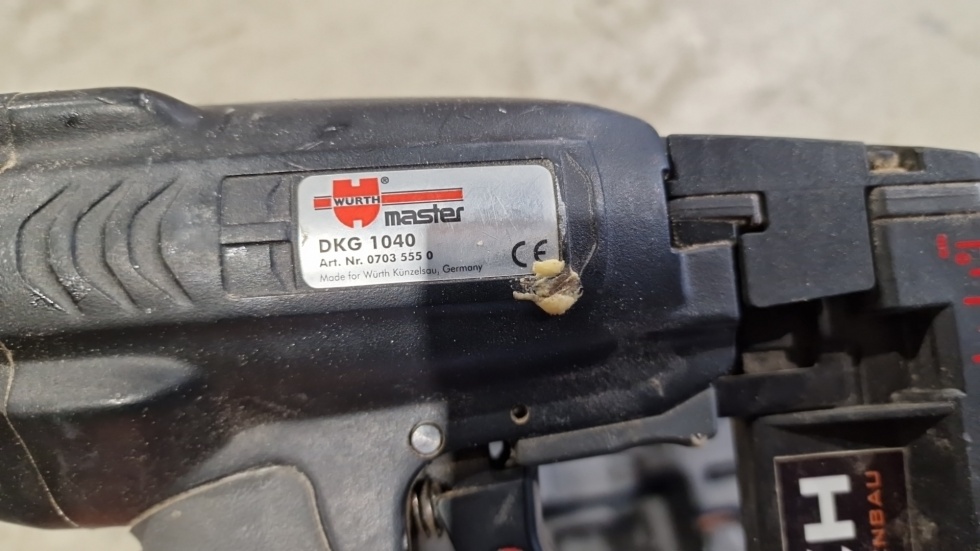 WÜRTH®
master
DKG 1040
Art. Nr. 0703 555 0
Made for Würth Künzelsau, Germany
CE
H
NBAU